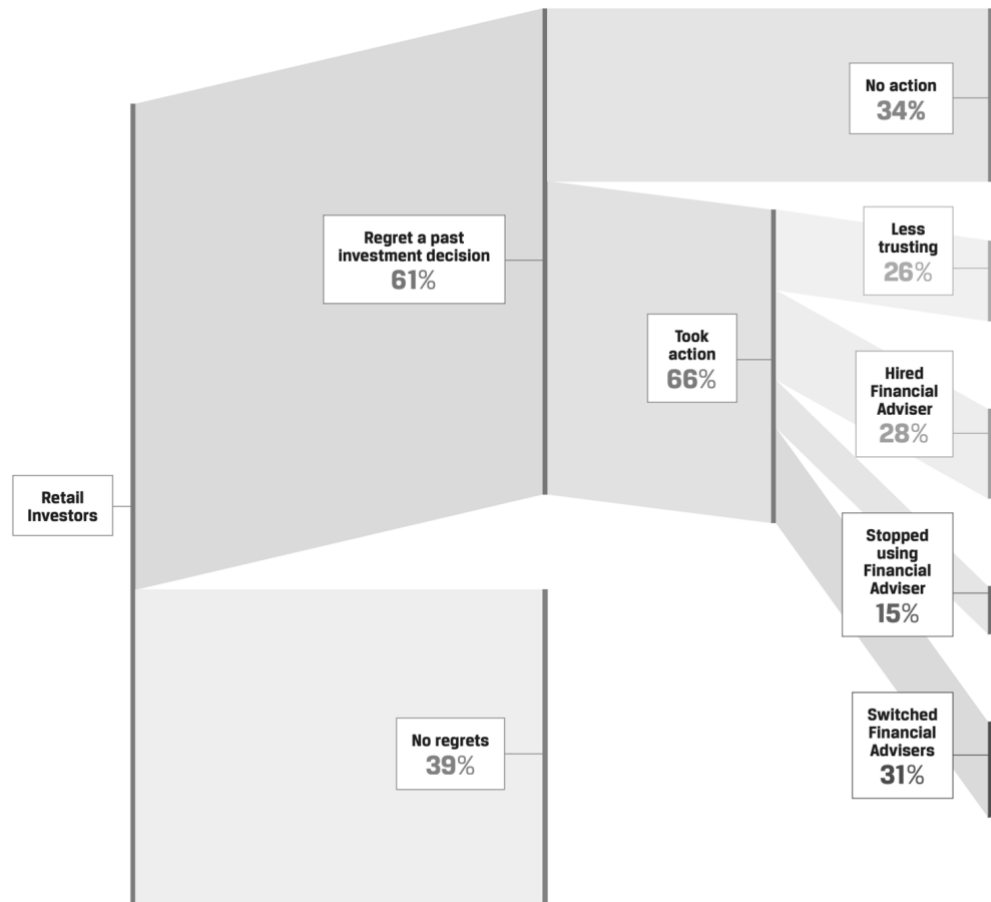 Retail
Investors
Regret a past
investment decision
61%
No regrets
39%
No action
34%
Took
action
66%
Less
trusting
26%
Hired
Financial
Adviser
28%
Stopped
using
Financial
Adviser
15%
Switched
Financial
Advisers
31%